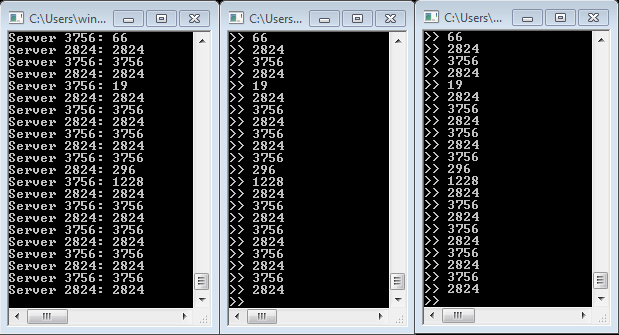 C:\Users\win...
Server 3756: 66
Server 2824: 2824
Server 3756: 3756
Server 2824: 2824
Server 3756: 19
Server 2824: 2824
Server 3756: 3756
Server 2824: 2824
Server 3756: 3756
Server 2824: 2824
Server 3756: 3756
Server 2824: 296
Server 3756: 1228
Server 2824: 2824
Server 3756: 3756
Server 2824: 2824
Server 3756: 3756
Server 2824: 2824
Server 3756: 3756
Server 2824: 2824
Server 3756: 3756
Server 2824: 2824
C:\Users...
>> 66
>> 2824
>> 3756
>> 2824
>> 19
>> 2824
>> 3756
>> 2824
>> 3756
>> 2824
>> 3756
>> 296
>> 1228
>> 2824
>> 3756
>> 2824
>> 3756
>> 2824
>> 3756
>> 2824
>> 3756
>> 2824
>>
C:\Users\...
>> 66
>> 2824
>> 3756
>> 2824
>> 19
>> 2824
>> 3756
>> 2824
>> 3756
>> 2824
>> 3756
>> 296
>> 1228
>> 2824
>> 3756
>> 2824
>> 3756
>> 2824
>> 3756
>> 2824
>> 3756
>> 2824
>>